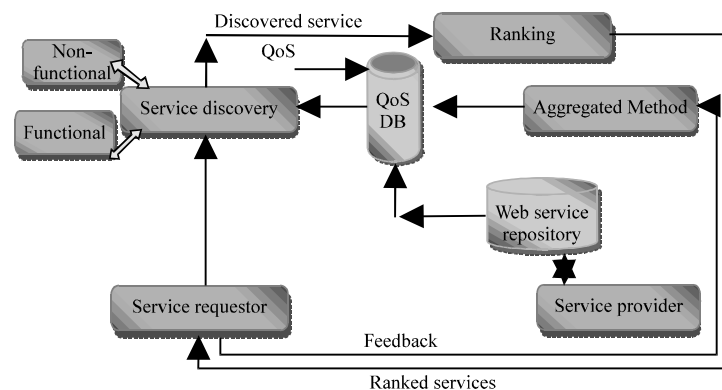 Discovered service
Ranking
Non-
functional
QoS
Service discovery
QoS
DB
Aggregated Method
Functional
Web service
repository
Service requestor
Service provider
Feedback
Ranked services